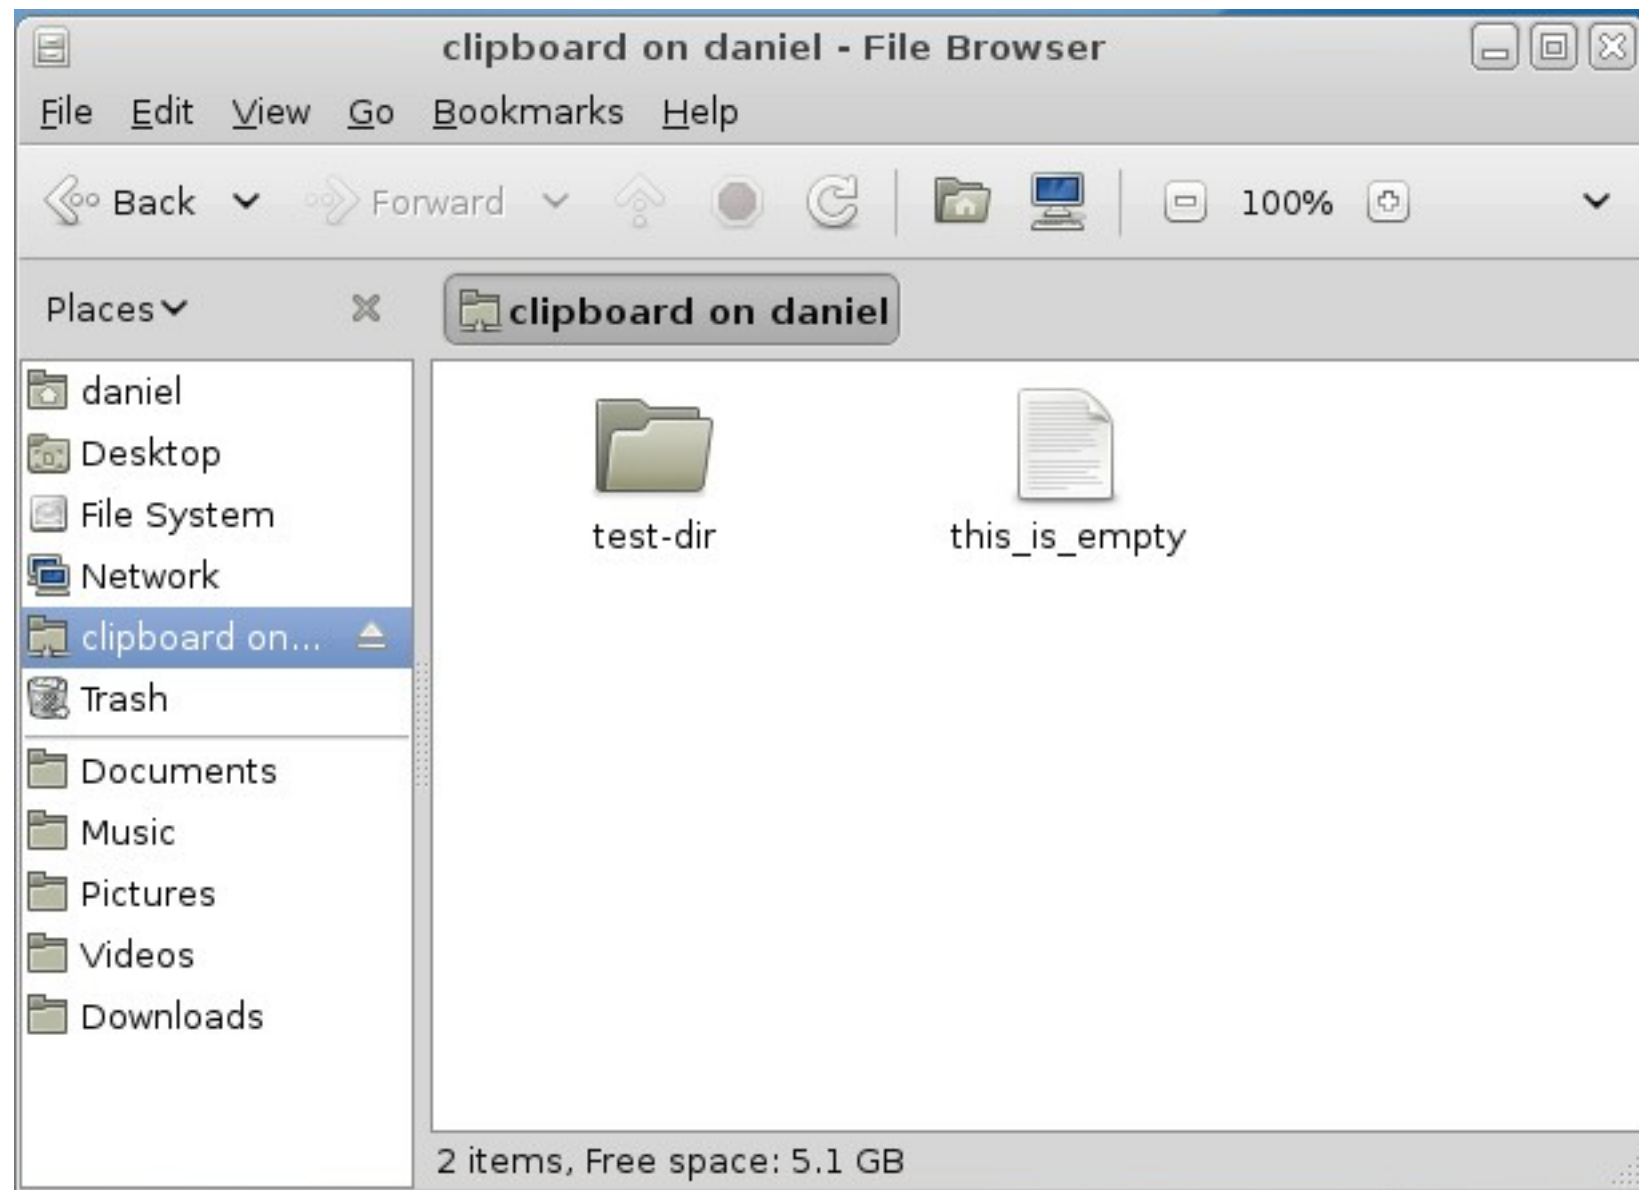 clipboard on daniel - File Browser
File Edit View Go Bookmarks Help
Back Forward 100%
Places clipboard on daniel
daniel
Desktop
File System
Network
clipboard on...
Trash
Documents
Music
Pictures
Videos
Downloads
test-dir this_is_empty
2 items, Free space: 5.1 GB